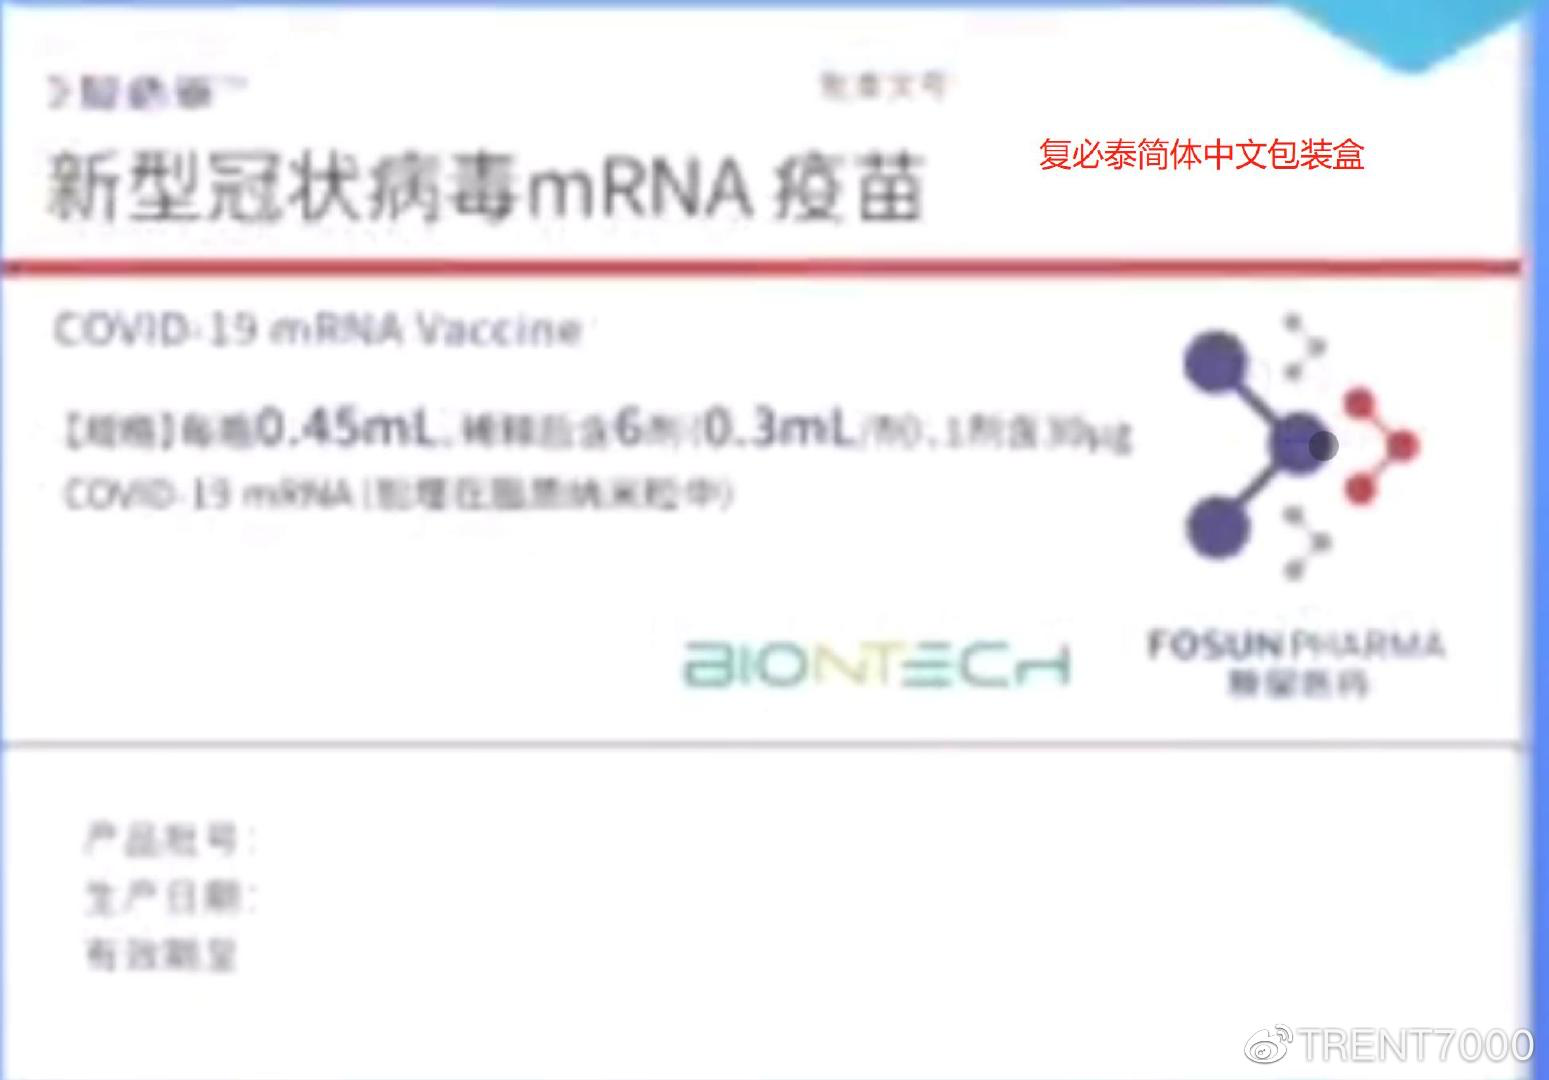 复必泰™
批准文号
复必泰简体中文包装盒
新型冠状病毒mRNA 疫苗
COVID-19 mRNA Vaccine
【规格】每瓶0.45mL,稀释后含6剂(0.3mL/剂),1剂含30μg
COVID-19 mRNA (包埋在脂质纳米粒中)
BIONTECH
FOSUN PHARMA
复星医药
产品批号:
生产日期:
有效期至
TRENT7000